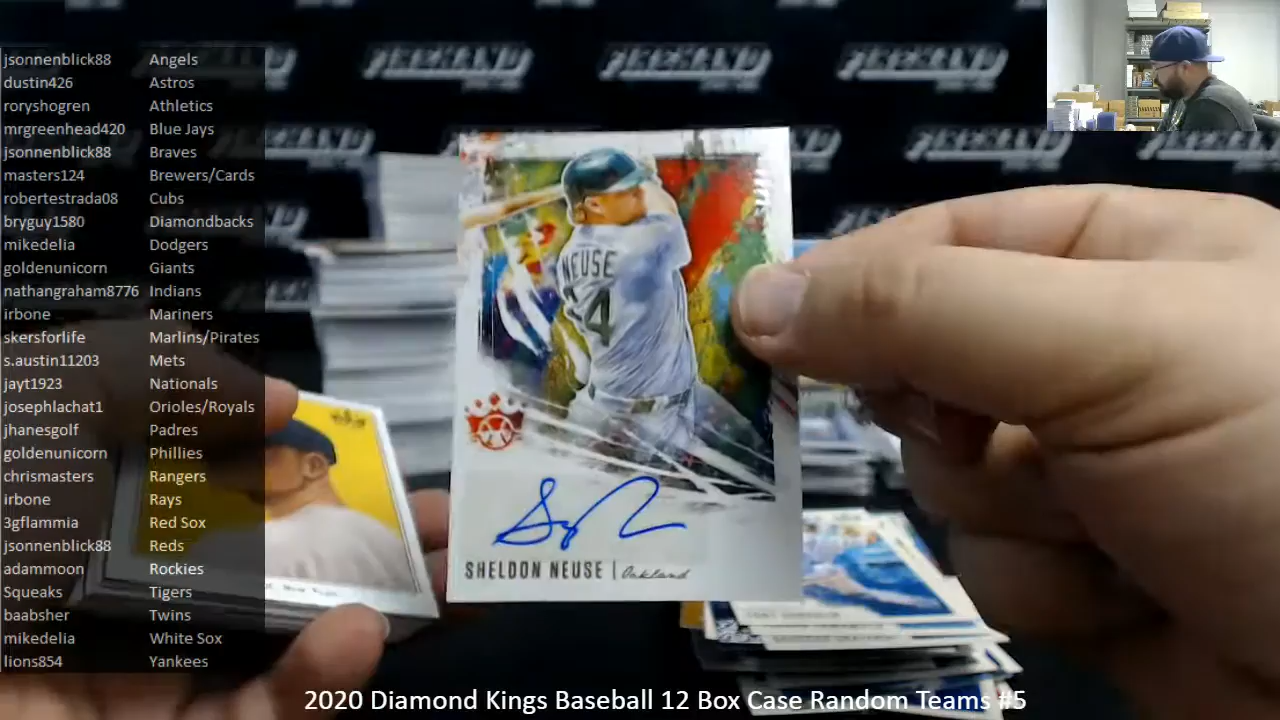 jsonnenblick88 Angels
dustin426 Astros
roryshogren Athletics
mrgreenhead420 Blue Jays
jsonnenblick88 Braves
masters124 Brewers/Cards
robertestrada08 Cubs
bryguy1580 Diamondbacks
mikedelia Dodgers
goldenunicorn Giants
nathangraham8776 Indians
irbone Mariners
skersforlife Marlins/Pirates
s.austin11203 Mets
jayt1923 Nationals
josephlachat1 Orioles/Royals
jhanesgolf Padres
goldenunicorn Phillies
chrismasters Rangers
irbone Rays
3gflammia Red Sox
jsonnenblick88 Reds
adammoon Rockies
Squeaks Tigers
baabsher Twins
mikedelia White Sox
lions854 Yankees
NEUSE
SHELDON NEUSE | Oakland
2020 Diamond Kings Baseball 12 Box Case Random Teams #5